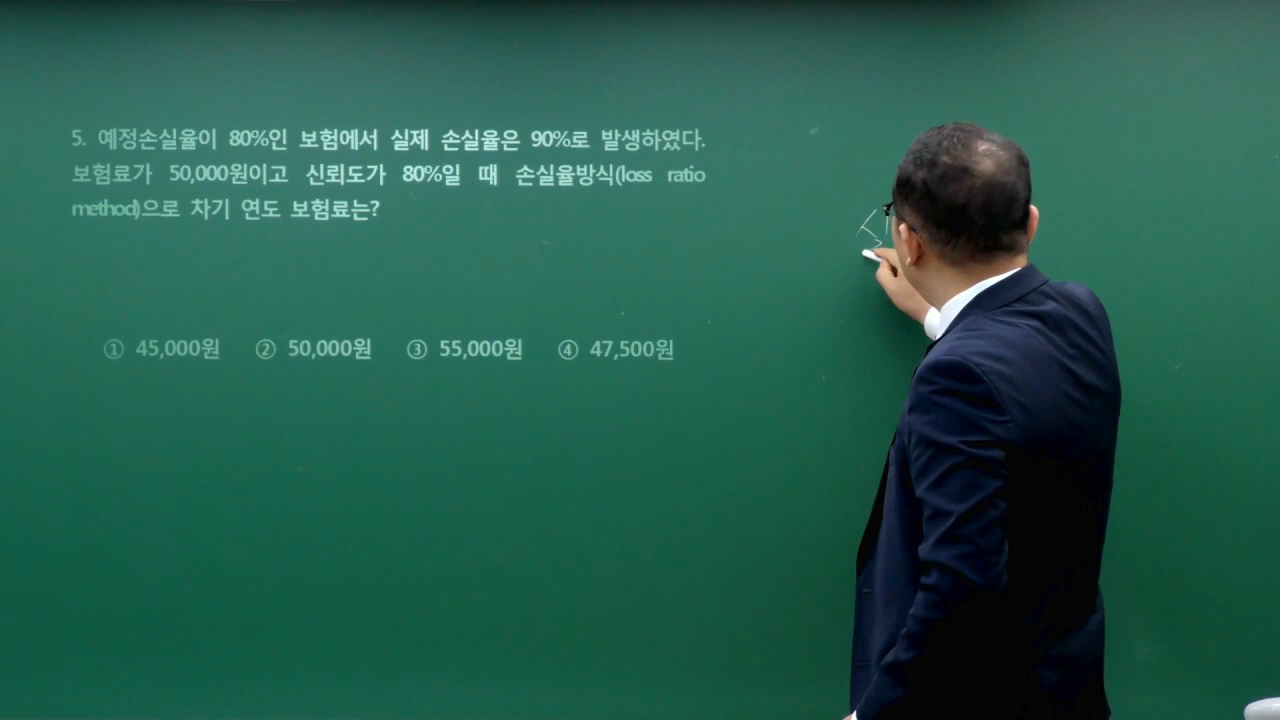 5. 예정손실율이 80%인 보험에서 실제 손실율은 90%로 발생하였다.
보험료가 50,000원이고 신뢰도가 80%일 때 손실율방식(loss ratio
method)으로 차기 연도 보험료는?
① 45,000원 ② 50,000원 ③ 55,000원 ④ 47,500원